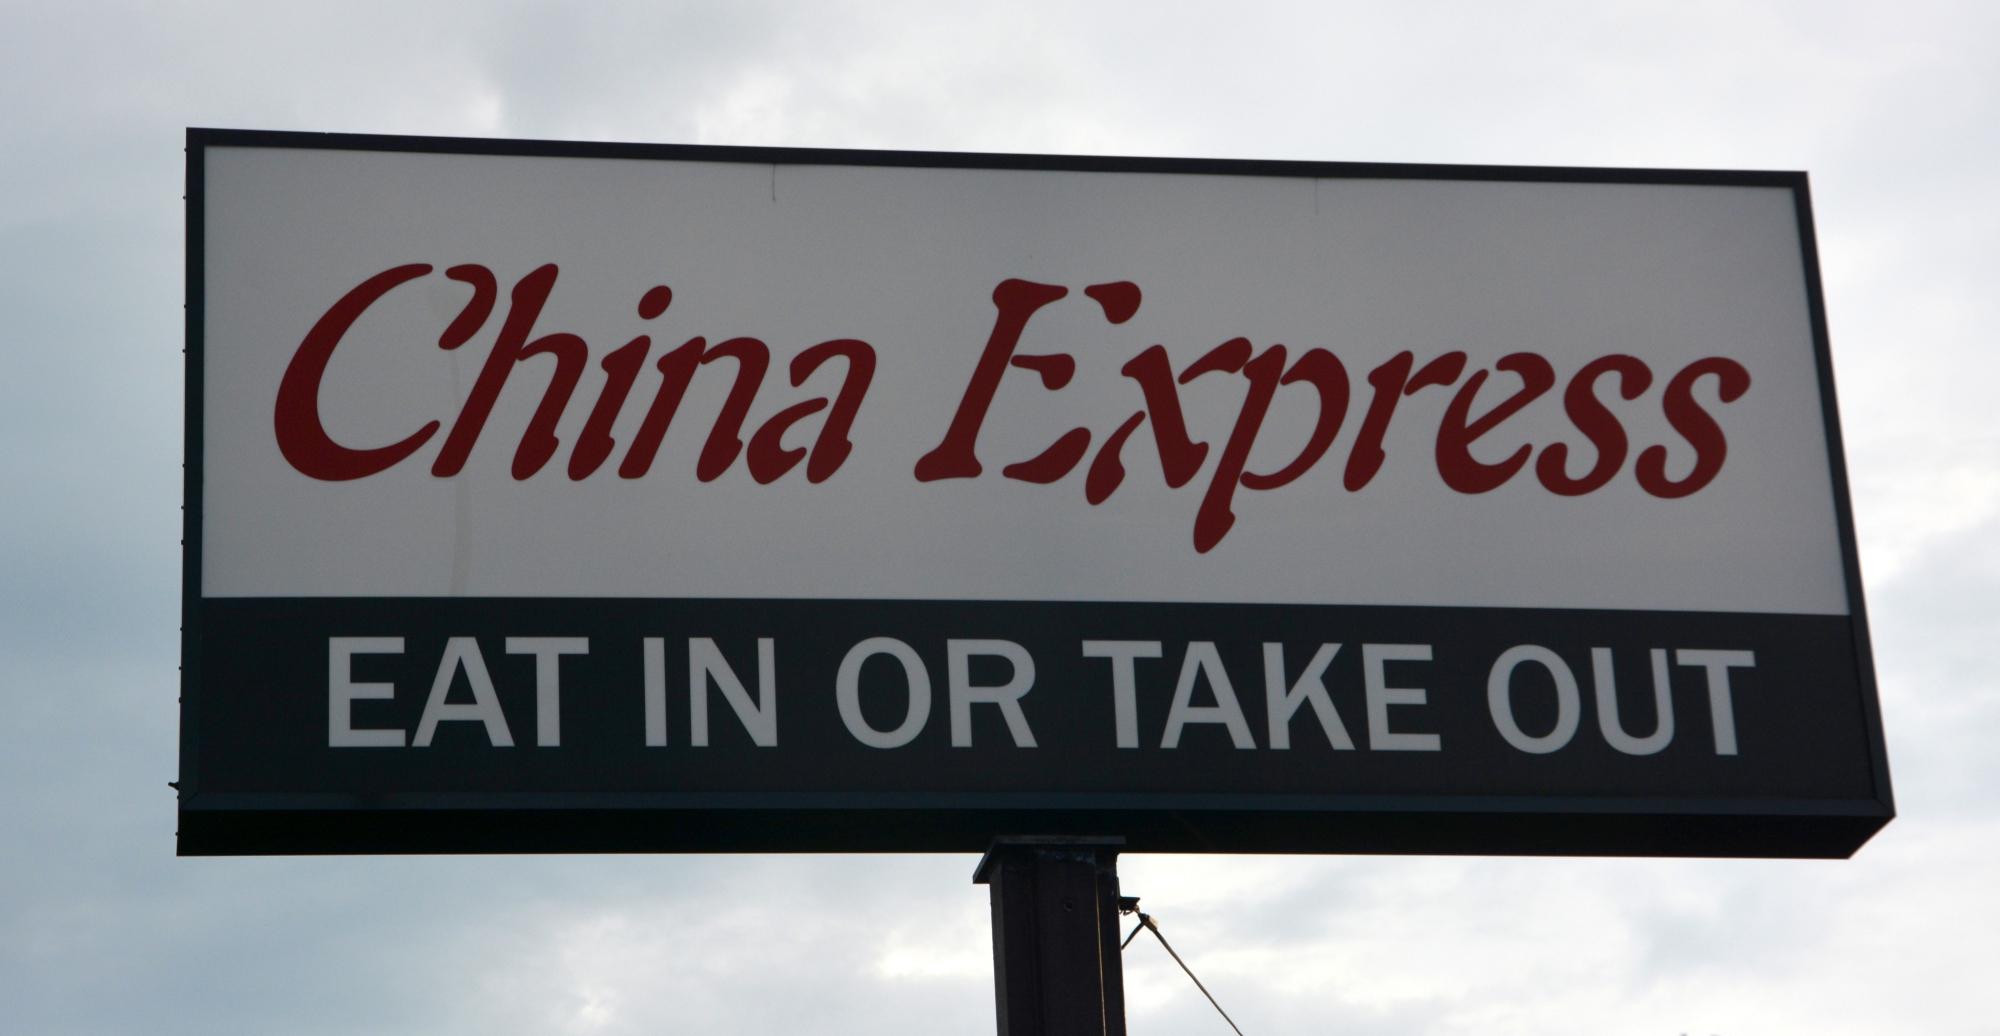 China Express
EAT IN OR TAKE OUT